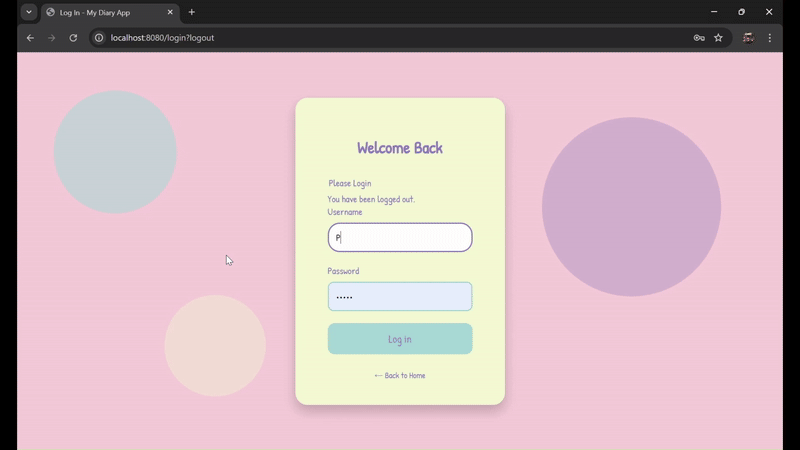 Log In - My Diary App
localhost:8080/login?logout
Welcome Back
Please Login
You have been logged out.
Username
P
Password
•••••
Log in
← Back to Home